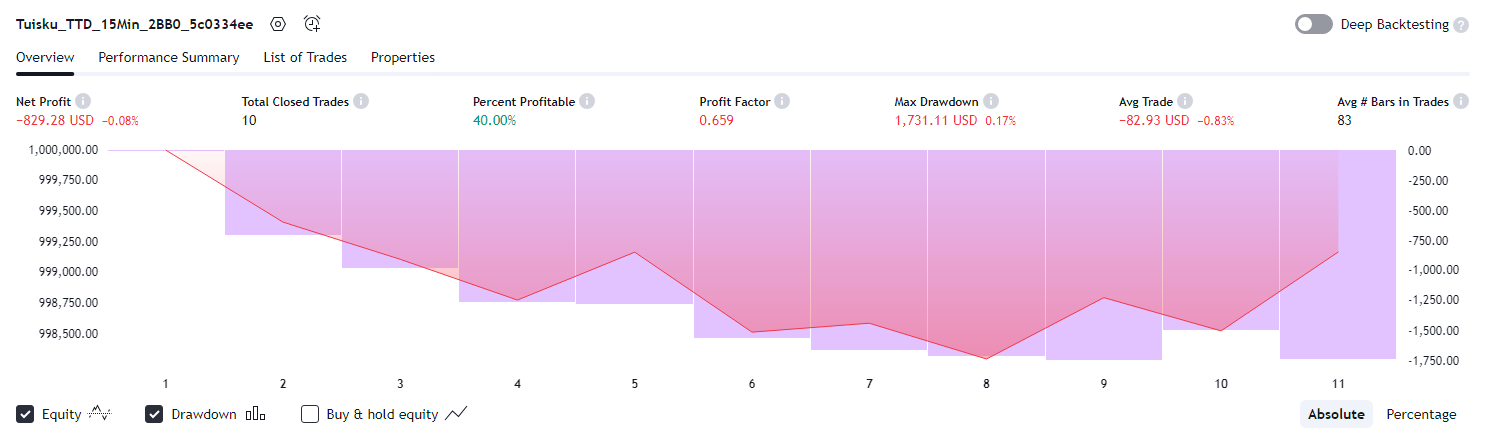 Tuisku_TTD_15Min_2BB0_5c0334ee
Deep Backtesting ?
Overview Performance Summary List of Trades Properties
Net Profit i Total Closed Trades i Percent Profitable i Profit Factor i Max Drawdown i Avg Trade i Avg # Bars in Trades i
−829.28 USD −0.08% 10 40.00% 0.659 1,731.11 USD 0.17% −82.93 USD −0.83% 83
1,000,000.00 0.00
999,750.00 -250.00
999,500.00 -500.00
999,250.00 -750.00
999,000.00 -1,000.00
998,750.00 -1,250.00
998,500.00 -1,500.00
-1,750.00
1 2 3 4 5 6 7 8 9 10 11
Equity Drawdown Buy & hold equity Absolute Percentage